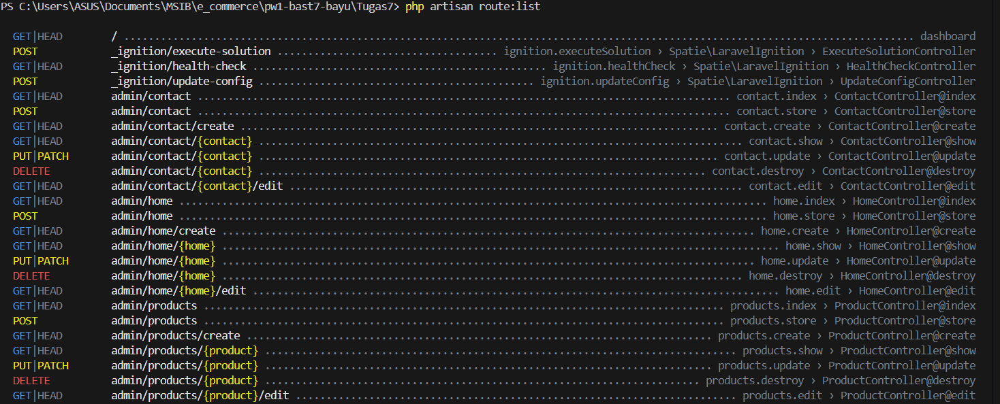 PS C:\Users\ASUS\Documents\MSIB\e_commerce\pw1-bast7-bayu\Tugas7> php artisan route:list
GET|HEAD / ................................................................ dashboard
POST _ignition/execute-solution .................................... ignition.executeSolution › Spatie\LaravelIgnition › ExecuteSolutionController
GET|HEAD _ignition/health-check ................................................ ignition.healthCheck › Spatie\LaravelIgnition › HealthCheckController
POST _ignition/update-config ............................................. ignition.updateConfig › Spatie\LaravelIgnition › UpdateConfigController
GET|HEAD admin/contact ................................................................ contact.index › ContactController@index
POST admin/contact ................................................................ contact.store › ContactController@store
GET|HEAD admin/contact/create ................................................................ contact.create › ContactController@create
GET|HEAD admin/contact/{contact} ................................................................ contact.show › ContactController@show
PUT|PATCH admin/contact/{contact} ................................................................ contact.update › ContactController@update
DELETE admin/contact/{contact} ................................................................ contact.destroy › ContactController@destroy
GET|HEAD admin/contact/{contact}/edit ................................................................ contact.edit › ContactController@edit
GET|HEAD admin/home ................................................................ home.index › HomeController@index
POST admin/home ................................................................ home.store › HomeController@store
GET|HEAD admin/home/create ................................................................ home.create › HomeController@create
GET|HEAD admin/home/{home} ................................................................ home.show › HomeController@show
PUT|PATCH admin/home/{home} ................................................................ home.update › HomeController@update
DELETE admin/home/{home} ................................................................ home.destroy › HomeController@destroy
GET|HEAD admin/home/{home}/edit ................................................................ home.edit › HomeController@edit
GET|HEAD admin/products ................................................................ products.index › ProductController@index
POST admin/products ................................................................ products.store › ProductController@store
GET|HEAD admin/products/create ................................................................ products.create › ProductController@create
GET|HEAD admin/products/{product} ................................................................ products.show › ProductController@show
PUT|PATCH admin/products/{product} ................................................................ products.update › ProductController@update
DELETE admin/products/{product} ................................................................ products.destroy › ProductController@destroy
GET|HEAD admin/products/{product}/edit ................................................................ products.edit › ProductController@edit